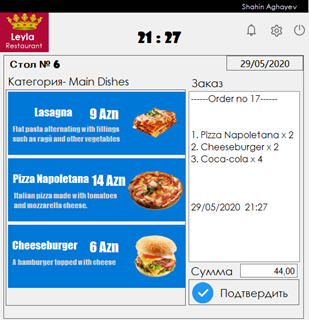 Shahin Aghayev
Leyla
Restaurant
21 : 27
Стол № 6
29/05/2020
Категория- Main Dishes
Заказ
Lasagna 9 Azn
Flat pasta alternating with fillings
such as ragù and other vegetables
Pizza Napoletana 14 Azn
Italian pizza made with tomatoes
and mozzarella cheese.
Cheeseburger 6 Azn
A hamburger topped with cheese
------Order no 17------
1. Pizza Napoletana x 2
2. Cheeseburger x 2
3. Coca-cola x 4
29/05/2020 21:27
Сумма 44,00
Подтвердить